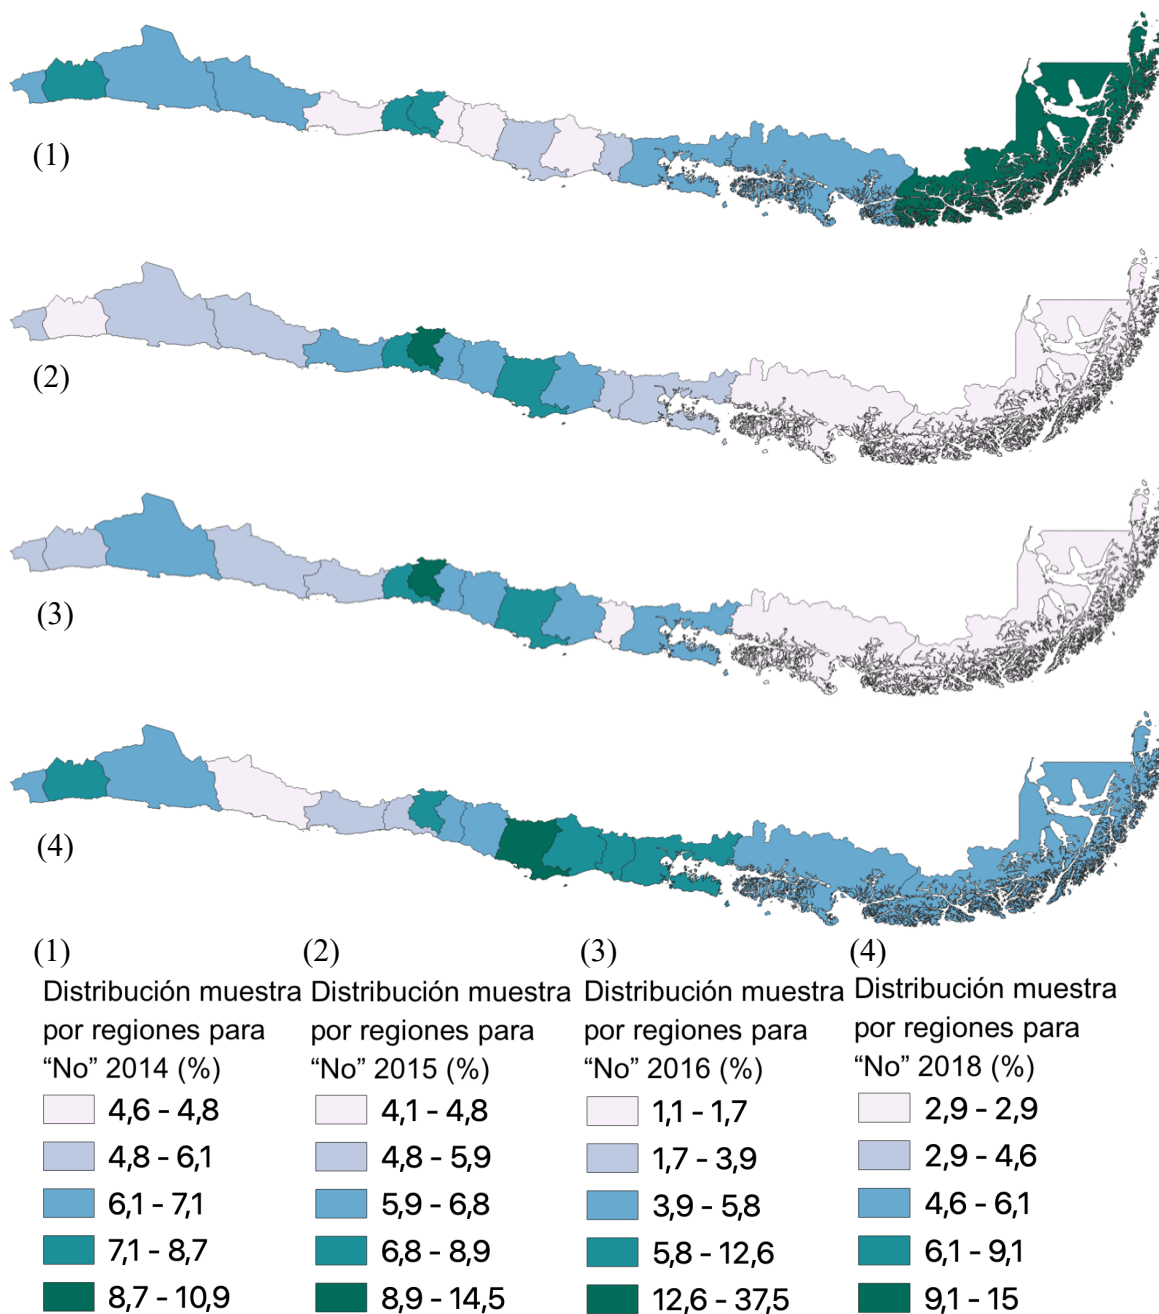 (1)
(2)
(3)
(4)
(1)
Distribución muestra
por regiones para
“No” 2014 (%)
4,6 - 4,8
4,8 - 6,1
6,1 - 7,1
7,1 - 8,7
8,7 - 10,9
(2)
Distribución muestra
por regiones para
“No” 2015 (%)
4,1 - 4,8
4,8 - 5,9
5,9 - 6,8
6,8 - 8,9
8,9 - 14,5
(3)
Distribución muestra
por regiones para
“No” 2016 (%)
1,1 - 1,7
1,7 - 3,9
3,9 - 5,8
5,8 - 12,6
12,6 - 37,5
(4)
Distribución muestra
por regiones para
“No” 2018 (%)
2,9 - 2,9
2,9 - 4,6
4,6 - 6,1
6,1 - 9,1
9,1 - 15